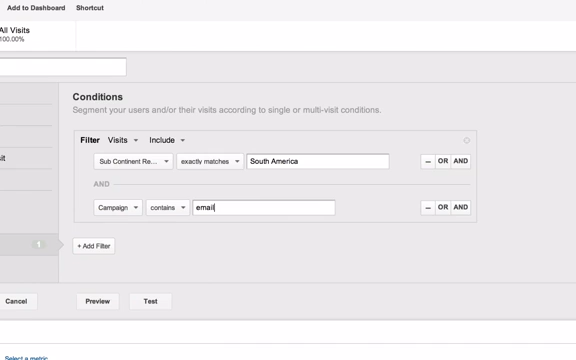 Add to Dashboard Shortcut
All Visits
100.00%
Conditions
Segment your users and/or their visits according to single or multi-visit conditions.
Filter Visits Include
Sub Continent Re... exactly matches South America – OR AND
AND
Campaign contains email – OR AND
1
+ Add Filter
Cancel Preview Test
Select a metric